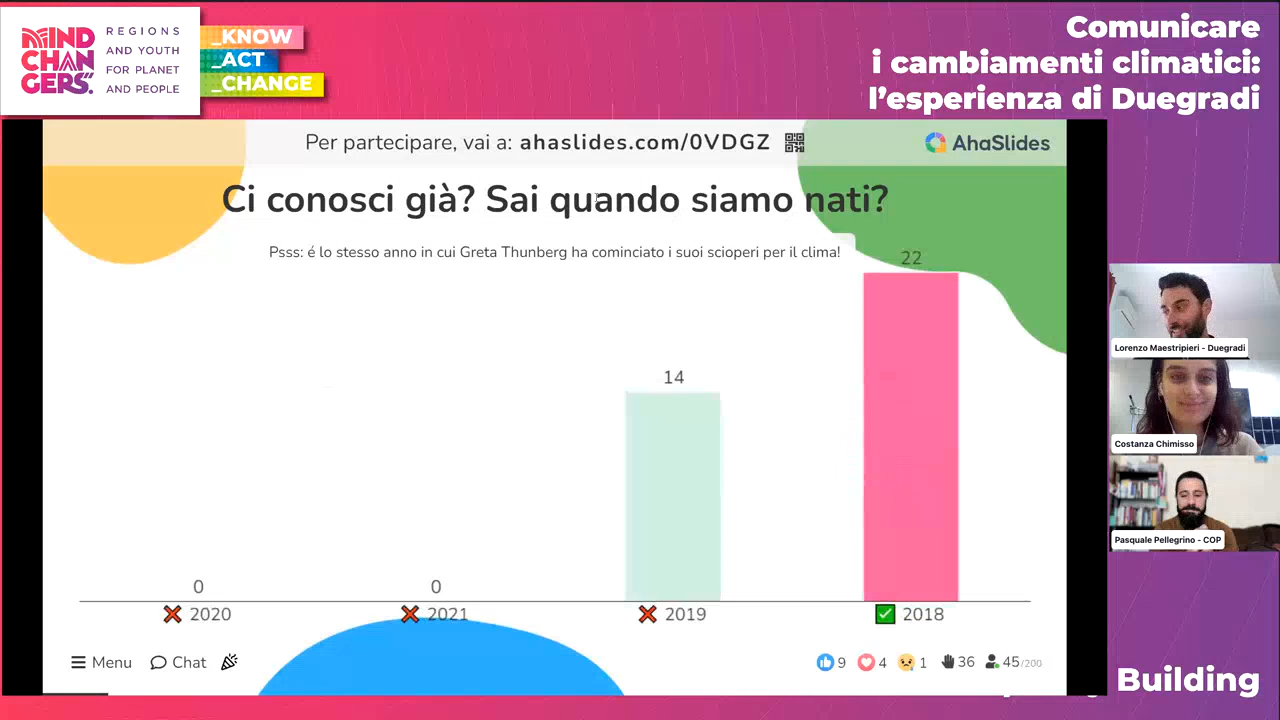 MIND
CHAN
GERS.
REGIONS
AND YOUTH
FOR PLANET
AND PEOPLE
_KNOW
_ACT
_CHANGE
Comunicare
i cambiamenti climatici:
l'esperienza di Duegradi
Per partecipare, vai a: ahaslides.com/0VDGZ
AhaSlides
Ci conosci già? Sai quando siamo nati?
Psss: é lo stesso anno in cui Greta Thunberg ha cominciato i suoi scioperi per il clima!
22
14
0
0
❌ 2020
❌ 2021
❌ 2019
✅ 2018
Menu
Chat
9
4
1
36
45/200
Lorenzo Maestripieri - Duegradi
Costanza Chimisso
Pasquale Pellegrino - COP
Building